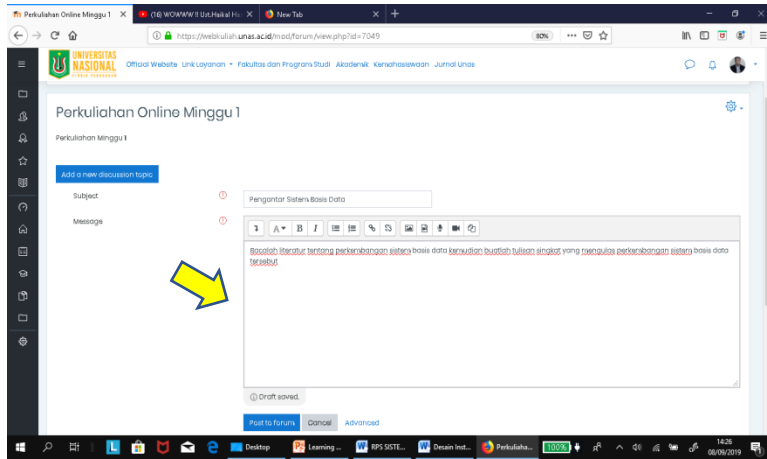 Perkuliahan Online Minggu 1
(16) WOWWW!! Ust.Haikal H
New Tab
https://webkuliah.unas.ac.id/mod/forum/view.php?id=7049
80%
UNIVERSITAS
NASIONAL
Official Website Link Layanan Fakultas dan Program Studi Akademik Kemahasiswaan Jurnal Unas
Perkuliahan Online Minggu 1
Perkuliahan Minggu 1
Add a new discussion topic
Subject
Pengantar Sistem Basis Data
Message
A B I
Bacalah literatur tentang perkembangan sistem basis data kemudian buatlah tulisan singkat yang mengulas perkembangan sistem basis data
tersebut
Draft saved.
Post to forum Cancel Advanced
Desktop
Learning ...
RPS SISTE...
Desain Inst...
Perkuliaha...
100%
14:26
08/09/2019